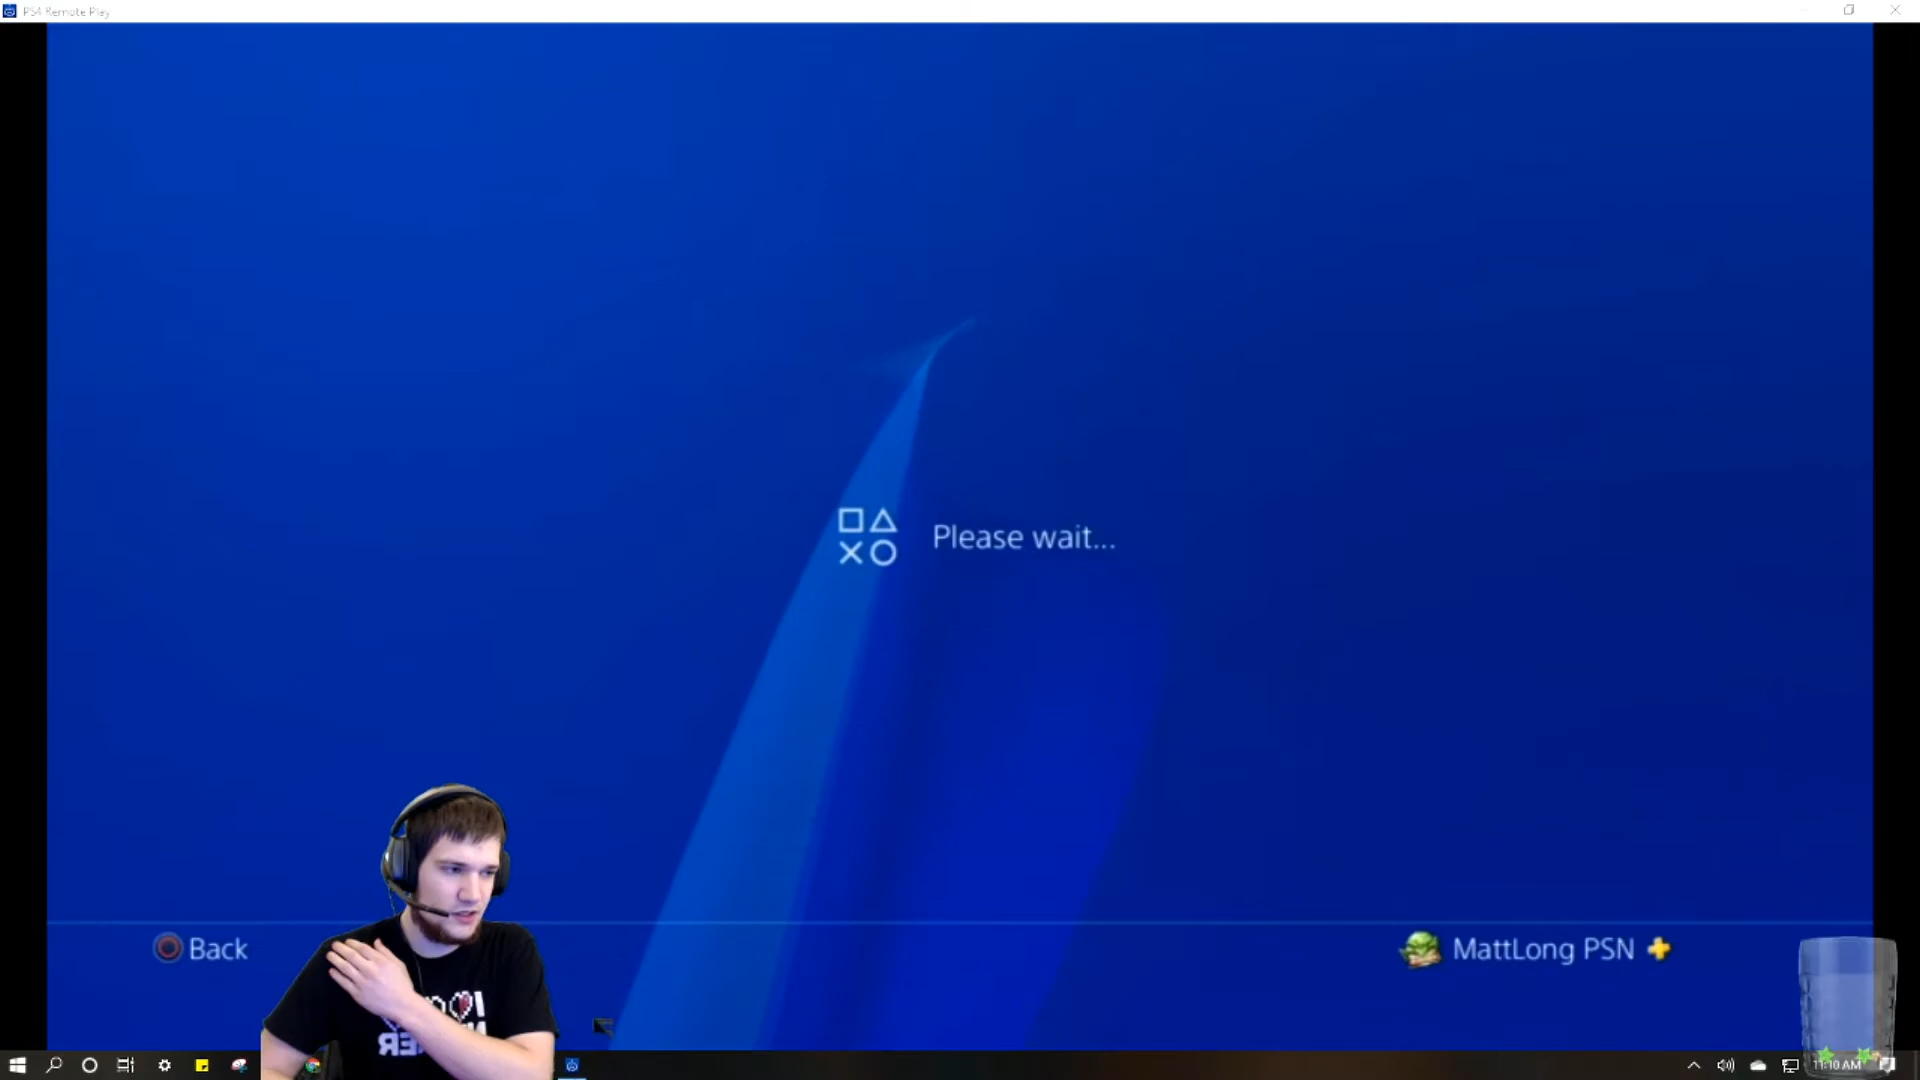 PS4 Remote Play
Please wait...
Back
MattLong PSN
11:10 AM